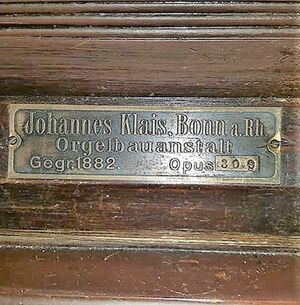 Johannes Klais, Bonn a. Rh.
Orgelbauanstalt
Gegr. 1882. Opus 309